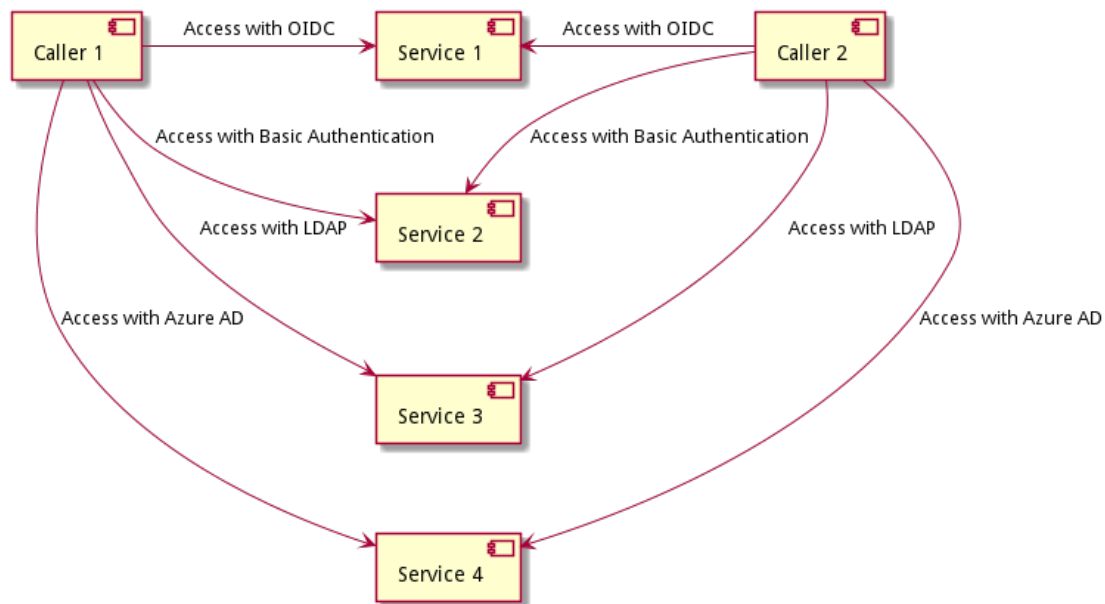 Access with OIDC
Access with OIDC
Caller 1
Service 1
Caller 2
Access with Basic Authentication
Access with Basic Authentication
Access with LDAP
Access with LDAP
Service 2
Access with Azure AD
Access with Azure AD
Service 3
Service 4